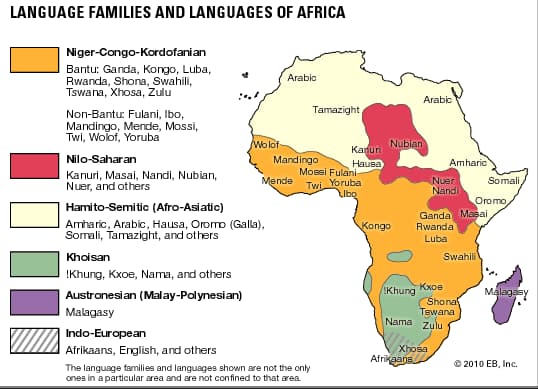 LANGUAGE FAMILIES AND LANGUAGES OF AFRICA
Niger-Congo-Kordofanian
Bantu: Ganda, Kongo, Luba,
Rwanda, Shona, Swahili,
Tswana, Xhosa, Zulu
Non-Bantu: Fulani, Ibo,
Mandingo, Mende, Mossi,
Twi, Wolof, Yoruba
Nilo-Saharan
Kanuri, Masai, Nandi, Nubian,
Nuer, and others
Hamito-Semitic (Afro-Asiatic)
Amharic, Arabic, Hausa, Oromo (Galla),
Somali, Tamazight, and others
Khoisan
!Khung, Kxoe, Nama, and others
Austronesian (Malay-Polynesian)
Malagasy
Indo-European
Afrikaans, English, and others
The language families and languages shown are not the only
ones in a particular area and are not confined to that area.
Arabic
Arabic
Tamazight
Nubian
Wolof
Kanuri
Mandingo
Hausa
Amharic
Mossi
Fulani
Mende
Twi
Yoruba
Ibo
Nuer
Nandi
Somali
Oromo
Ganda
Masai
Kongo
Rwanda
Luba
Swahili
!Khung
Kxoe
Malagasy
Shona
Tswana
Nama
Zulu
Xhosa
Afrikaans
© 2010 EB, Inc.